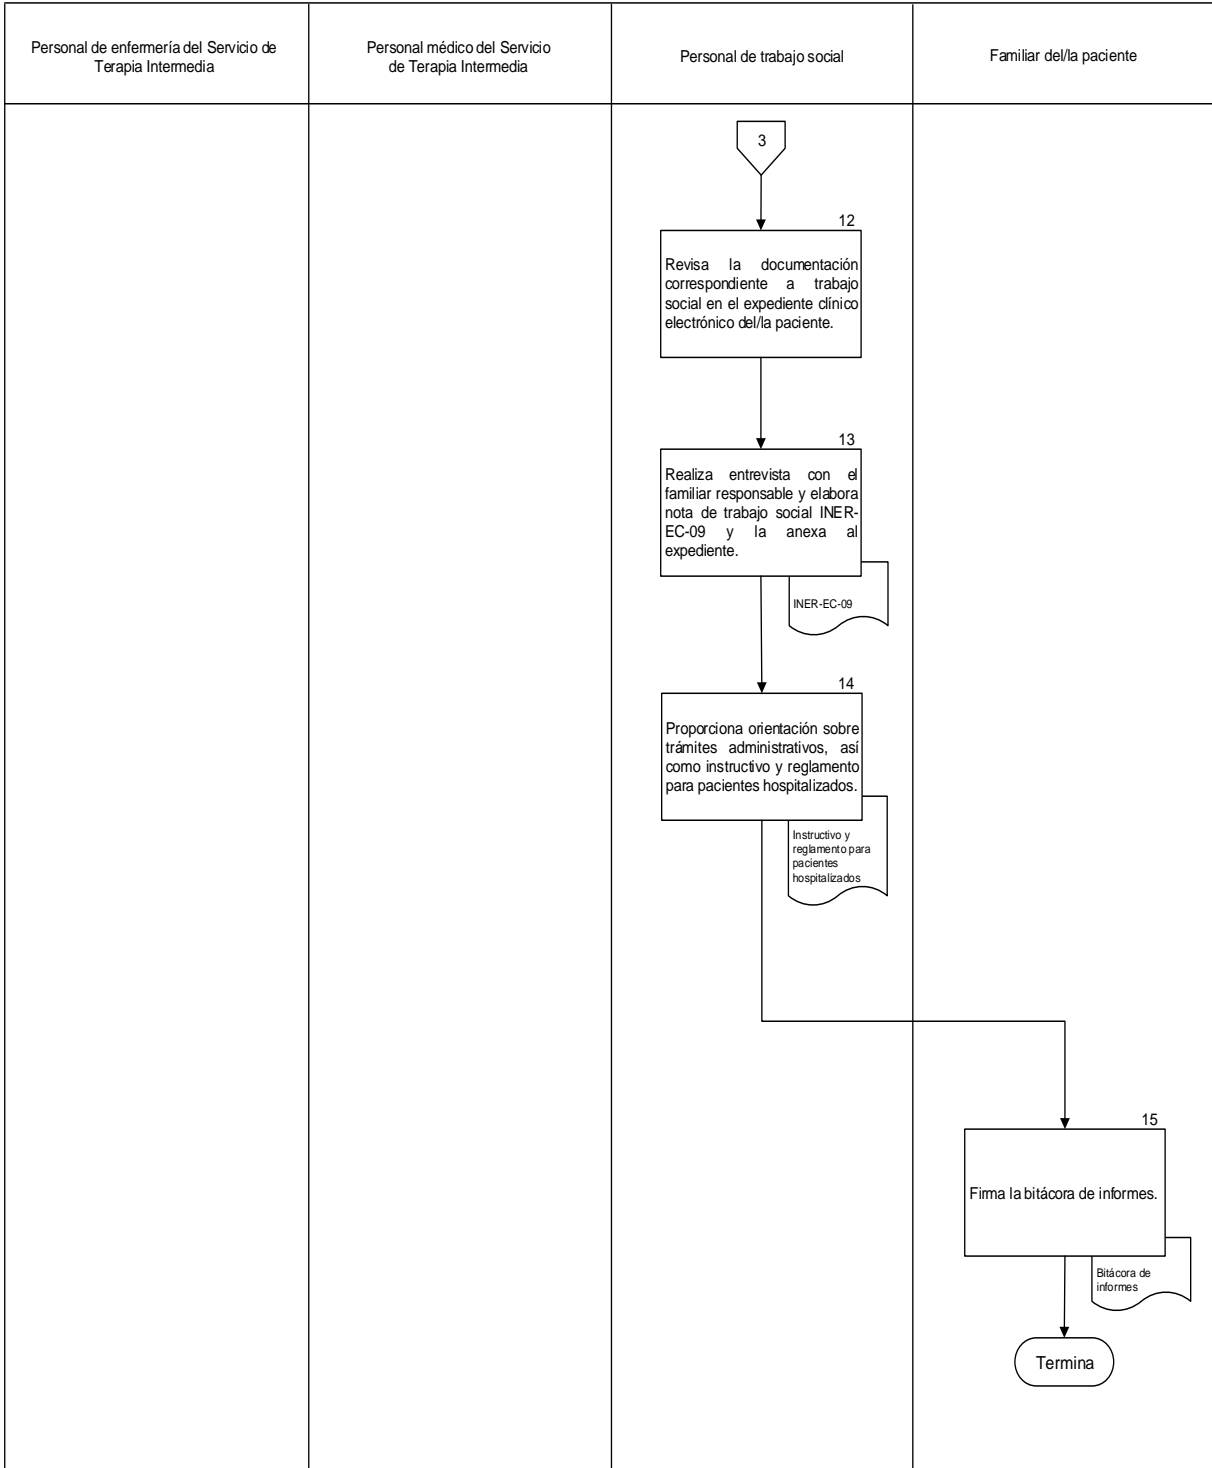 Personal de enfermería del Servicio de
Terapia Intermedia
Personal médico del Servicio
de Terapia Intermedia
Personal de trabajo social
Familiar del/la paciente
3
12
Revisa la documentación
correspondiente a trabajo
social en el expediente clínico
electrónico del/la paciente.
13
Realiza entrevista con el
familiar responsable y elabora
nota de trabajo social INER-
EC-09 y la anexa al
expediente.
INER-EC-09
14
Proporciona orientación sobre
trámites administrativos, así
como instructivo y reglamento
para pacientes hospitalizados.
Instructivo y
reglamento para
pacientes
hospitalizados
15
Firma la bitácora de informes.
Bitácora de
informes
Termina